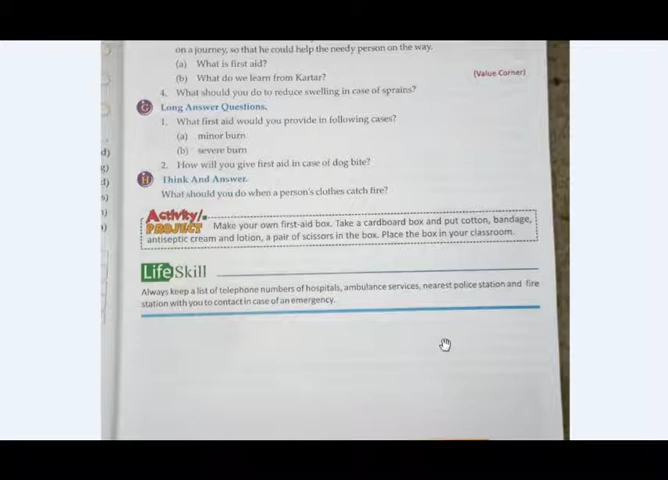 on a journey, so that he could help the needy person on the way.
(a) What is first aid?
(b) What do we learn from Kartar?
(Value Corner)
4. What should you do to reduce swelling in case of sprains?
G Long Answer Questions.
1. What first aid would you provide in following cases?
(a) minor burn
(b) severe burn
2. How will you give first aid in case of dog bite?
H Think And Answer.
What should you do when a person's clothes catch fire?
Activity/
PROJECT Make your own first-aid box. Take a cardboard box and put cotton, bandage,
antiseptic cream and lotion, a pair of scissors in the box. Place the box in your classroom.
Life Skill
Always keep a list of telephone numbers of hospitals, ambulance services, nearest police station and fire
station with you to contact in case of an emergency.
d)
g)
s)